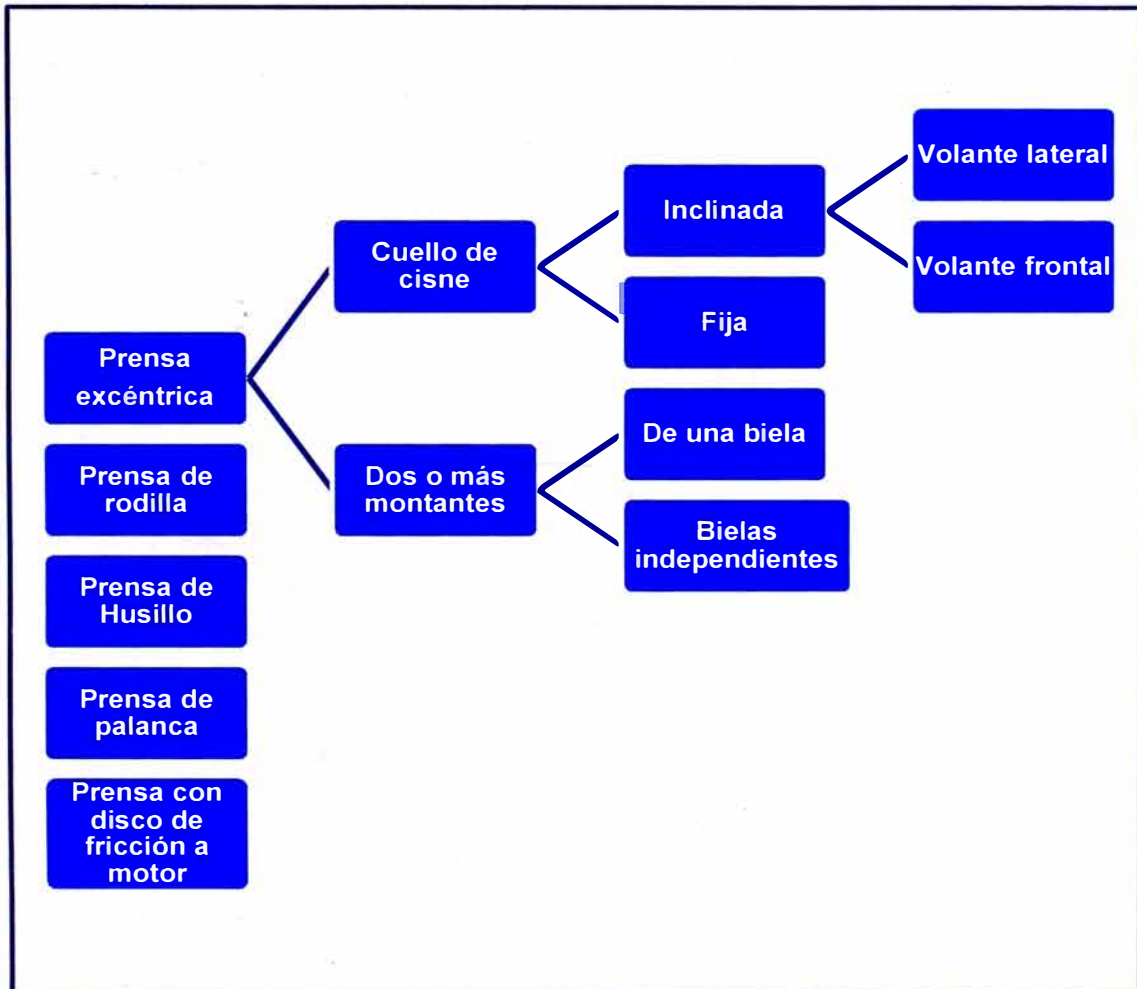 Prensa
excéntrica
Prensa de
rodilla
Prensa de
Husillo
Prensa de
palanca
Prensa con
disco de
fricción a
motor
Cuello de
cisne
Dos o más
montantes
Inclinada
Fija
De una biela
Bielas
independientes
Volante lateral
Volante frontal